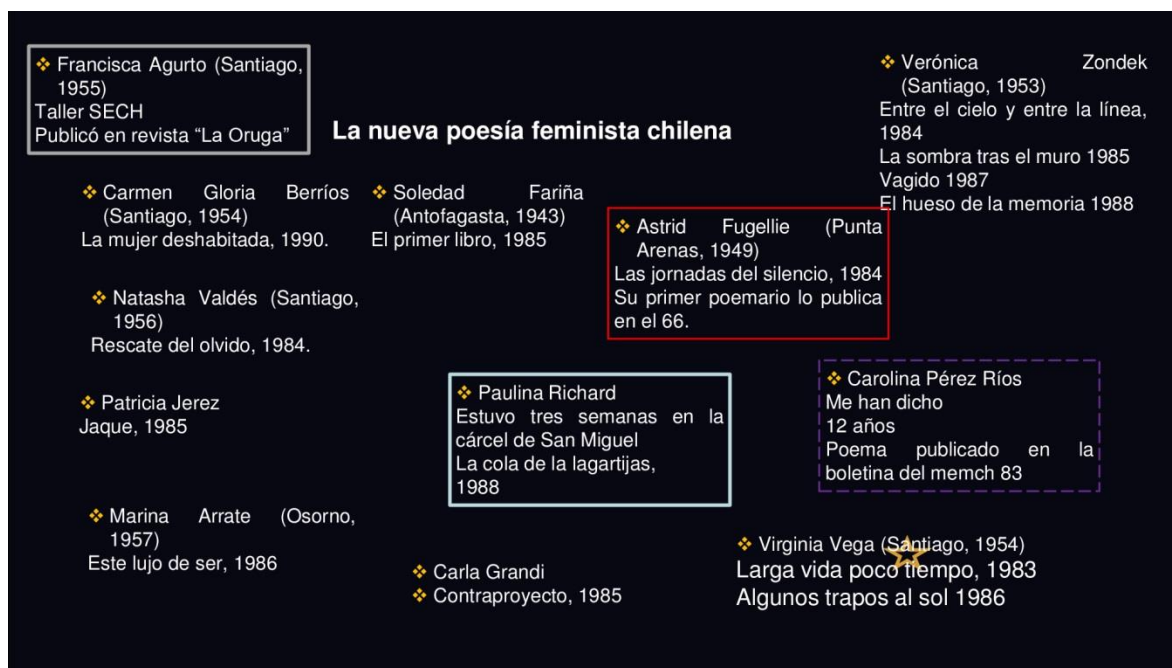 ❖ Francisca Agurto (Santiago,
1955)
Taller SECH
Publicó en revista “La Oruga”
La nueva poesía feminista chilena
❖ Verónica Zondek
(Santiago, 1953)
Entre el cielo y entre la línea,
1984
La sombra tras el muro 1985
Vagido 1987
El hueso de la memoria 1988
❖ Carmen Gloria Berríos
(Santiago, 1954)
La mujer deshabitada, 1990.
❖ Soledad Fariña
(Antofagasta, 1943)
El primer libro, 1985
❖ Astrid Fugellie (Punta
Arenas, 1949)
Las jornadas del silencio, 1984
Su primer poemario lo publica
en el 66.
❖ Natasha Valdés (Santiago,
1956)
Rescate del olvido, 1984.
❖ Patricia Jerez
Jaque, 1985
❖ Paulina Richard
Estuvo tres semanas en la
cárcel de San Miguel
La cola de la lagartijas,
1988
❖ Carolina Pérez Ríos
Me han dicho
12 años
Poema publicado en la
boletina del memch 83
❖ Marina Arrate (Osorno,
1957)
Este lujo de ser, 1986
❖ Carla Grandi
❖ Contraproyecto, 1985
❖ Virginia Vega (Santiago, 1954)
Larga vida poco tiempo, 1983
Algunos trapos al sol 1986